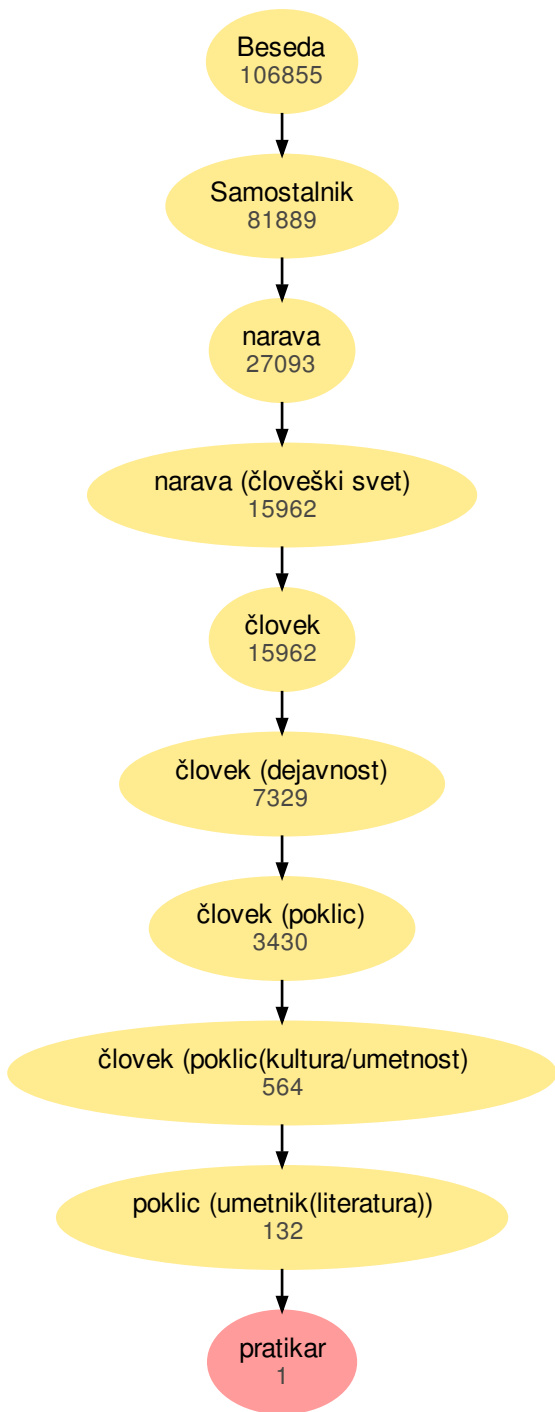 Beseda
106855
Samostalnik
81889
narava
27093
narava (človeški svet)
15962
človek
15962
človek (dejavnost)
7329
človek (poklic)
3430
človek (poklic(kultura/umetnost)
564
poklic (umetnik(literatura))
132
pratikar
1